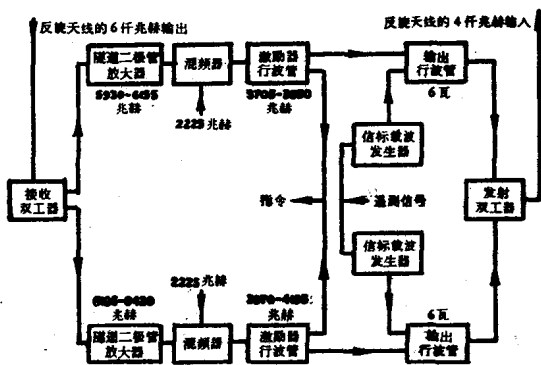 反旋天线的6仟兆赫输出
反旋天线的4仟兆赫输入
隧道二极管
放大器
混频器
激励器
行波管
输出
行波管
兆赫
2225兆赫
兆赫
6瓦
信标载波
发生器
接收
双工器
指令
遥测信号
发射
双工器
信标载波
发生器
2225兆赫
兆赫
兆赫
6瓦
隧道二极管
放大器
混频器
激励器
行波管
输出
行波管